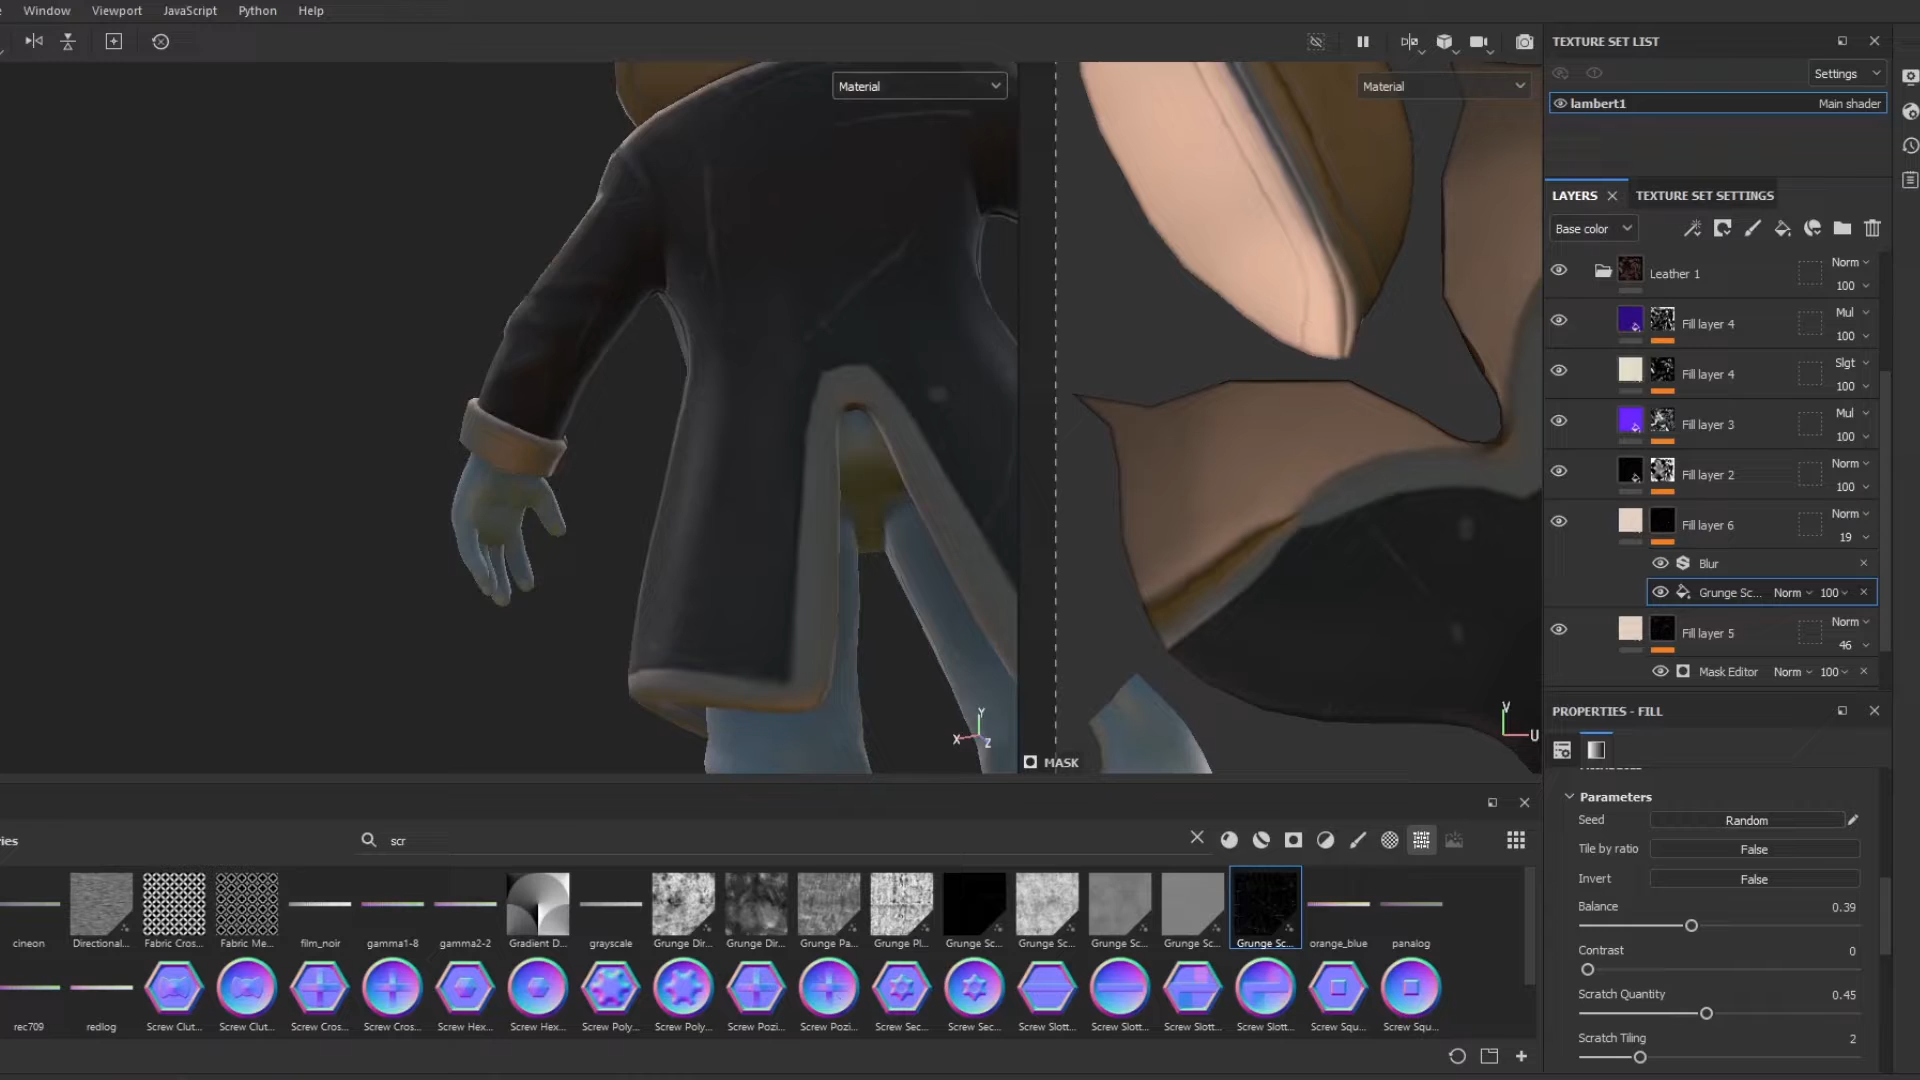 Window Viewport JavaScript Python Help
Material
Material
TEXTURE SET LIST
Settings
lambert1 Main shader
LAYERS TEXTURE SET SETTINGS
Base color
Leather 1 Norm 100
Fill layer 4 Mul 100
Fill layer 4 Slgt 100
Fill layer 3 Mul 100
Fill layer 2 Norm 100
Fill layer 6 Norm 19
Blur
Grunge Sc... Norm 100
Fill layer 5 Norm 46
Mask Editor Norm 100
Y
X
Z
V
U
MASK
PROPERTIES - FILL
Parameters
Seed Random
Tile by ratio False
Invert False
Balance 0.39
Contrast 0
Scratch Quantity 0.45
Scratch Tiling 2
scr
cineon Directional... Fabric Cros... Fabric Me... film_noir gamma1-8 gamma2-2 Gradient D... grayscale Grunge Dir... Grunge Dir... Grunge Pa... Grunge Pl... Grunge Sc... Grunge Sc... Grunge Sc... Grunge Sc... Grunge Sc... orange_blue panalog
rec709 redlog Screw Clut... Screw Clut... Screw Cros... Screw Cros... Screw Hex... Screw Hex... Screw Poly... Screw Poly... Screw Pozi... Screw Pozi... Screw Sec... Screw Sec... Screw Slott... Screw Slott... Screw Slott... Screw Slott... Screw Squ... Screw Squ...